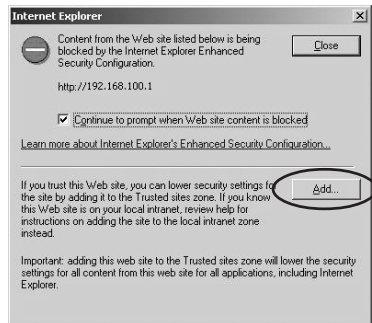 Internet Explorer
Content from the Web site listed below is being
blocked by the Internet Explorer Enhanced
Security Configuration.
Close
http://192.168.100.1
Continue to prompt when Web site content is blocked
Learn more about Internet Explorer's Enhanced Security Configuration...
If you trust this Web site, you can lower security settings for
the site by adding it to the Trusted sites zone. If you know
this Web site is on your local intranet, review help for
instructions on adding the site to the local intranet zone
instead.
Add...
Important: adding this web site to the Trusted sites zone will lower the security
settings for all content from this web site for all applications, including Internet
Explorer.